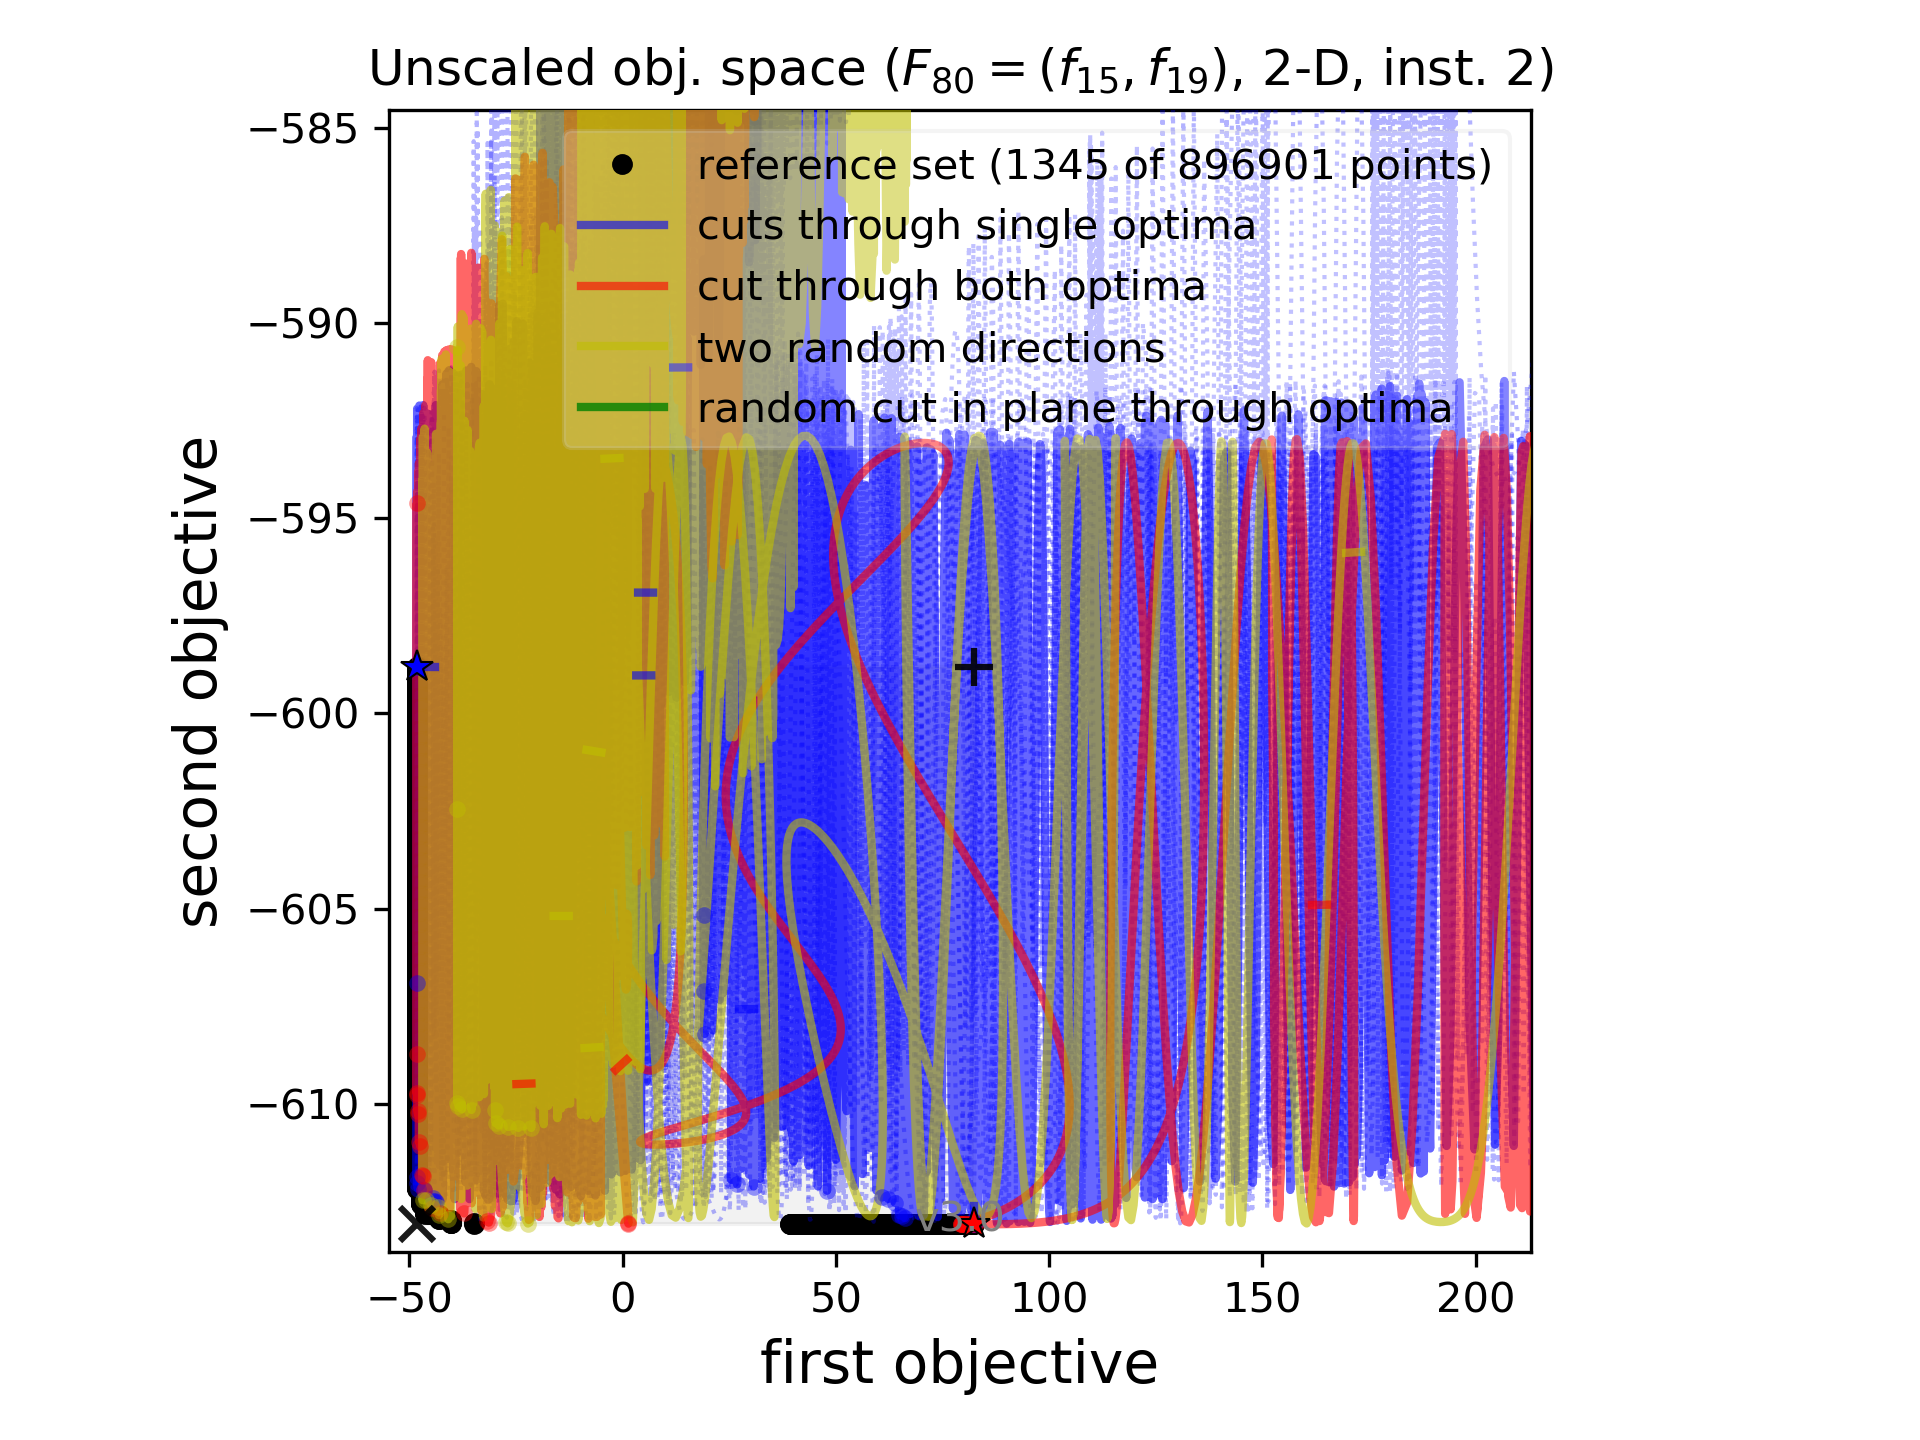 Unscaled obj. space (F80 = (f15, f19), 2-D, inst. 2)
−585
−590
−595
−600
−605
−610
second objective
reference set (1345 of 896901 points)
cuts through single optima
cut through both optima
two random directions
random cut in plane through optima
−50 0 50 100 150 200
first objective